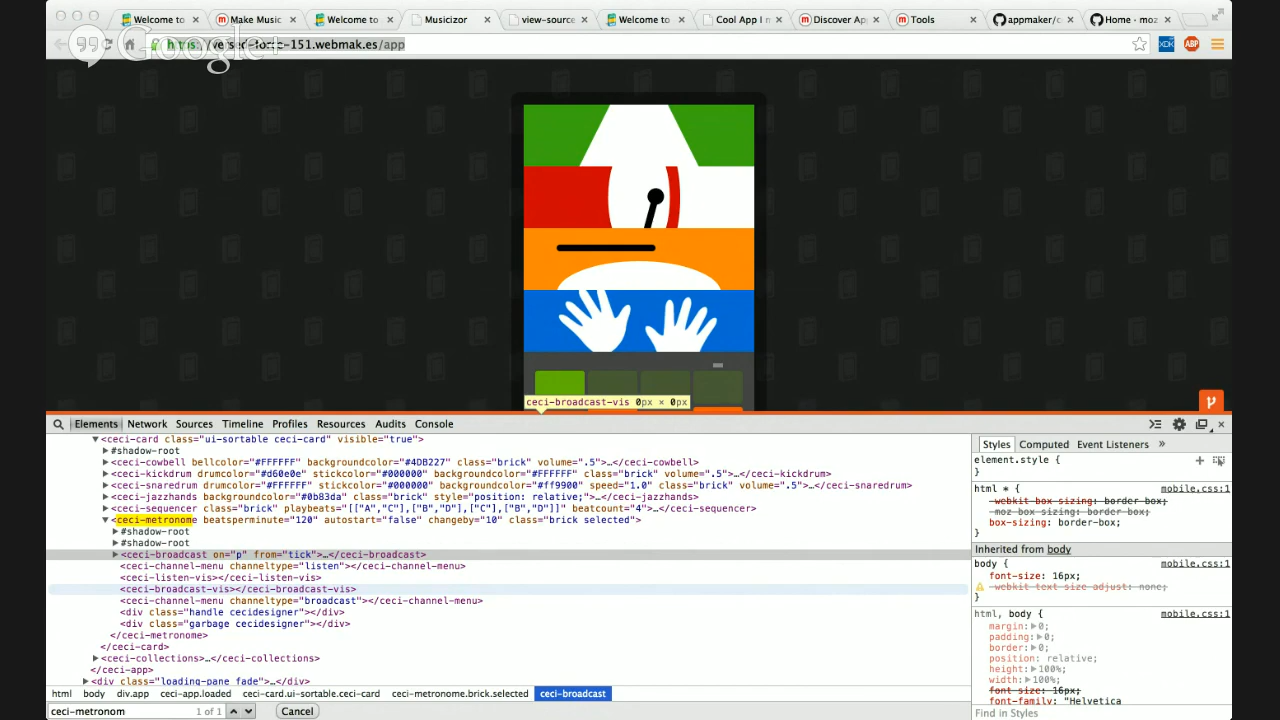 Welcome to
Make Music
Welcome to
Musicizor
view-source
Welcome to
Cool App I n
Discover Ap
Tools
appmaker/c
Home · moz
Google+
-151.webmak.es/app
XDK
ABP
ceci-broadcast-vis 0px × 0px
Elements Network Sources Timeline Profiles Resources Audits Console
▼<ceci-card class="ui-sortable ceci-card" visible="true">
▶#shadow-root
▶<ceci-cowbell bellcolor="#FFFFFF" backgroundcolor="#4DB227" class="brick" volume=".5">…</ceci-cowbell>
▶<ceci-kickdrum drumcolor="#d60e0e" stickcolor="#000000" backgroundcolor="#FFFFFF" class="brick" volume=".5">…</ceci-kickdrum>
▶<ceci-snaredrum drumcolor="#FFFFFF" stickcolor="#000000" backgroundcolor="#ff9900" speed="1.0" class="brick" volume=".5">…</ceci-snaredrum>
▶<ceci-jazzhands backgroundcolor="#0b83da" class="brick" style="position: relative;">…</ceci-jazzhands>
▶<ceci-sequencer class="brick" playbeats="[["A","C"],["B","D"],["C"],["B","D"]]" beatcount="4">…</ceci-sequencer>
▼<ceci-metronome beatsperminute="120" autostart="false" changeby="10" class="brick selected">
▶#shadow-root
▶#shadow-root
▶<ceci-broadcast on="p" from="tick">…</ceci-broadcast>
<ceci-channel-menu channeltype="listen"></ceci-channel-menu>
<ceci-listen-vis></ceci-listen-vis>
<ceci-broadcast-vis></ceci-broadcast-vis>
<ceci-channel-menu channeltype="broadcast"></ceci-channel-menu>
<div class="handle cecidesigner"></div>
<div class="garbage cecidesigner"></div>
</ceci-metronome>
</ceci-card>
▶<ceci-collections>…</ceci-collections>
</ceci-app>
▶<div class="loading-pane fade">…</div>
html body div.app ceci-app.loaded ceci-card.ui-sortable.ceci-card ceci-metronome.brick.selected ceci-broadcast
ceci-metronom 1 of 1 Cancel
Styles Computed Event Listeners »
element.style {
}
html * { mobile.css:1
-webkit-box-sizing: border-box;
-moz-box-sizing: border-box;
box-sizing: border-box;
}
Inherited from body
body { mobile.css:1
font-size: 16px;
-webkit-text-size-adjust: none;
}
html, body { mobile.css:1
margin:▶0;
padding:▶0;
border:▶0;
position: relative;
height: 100%;
width: 100%;
font-size: 16px;
font-family: "Helvetica
Find in Styles